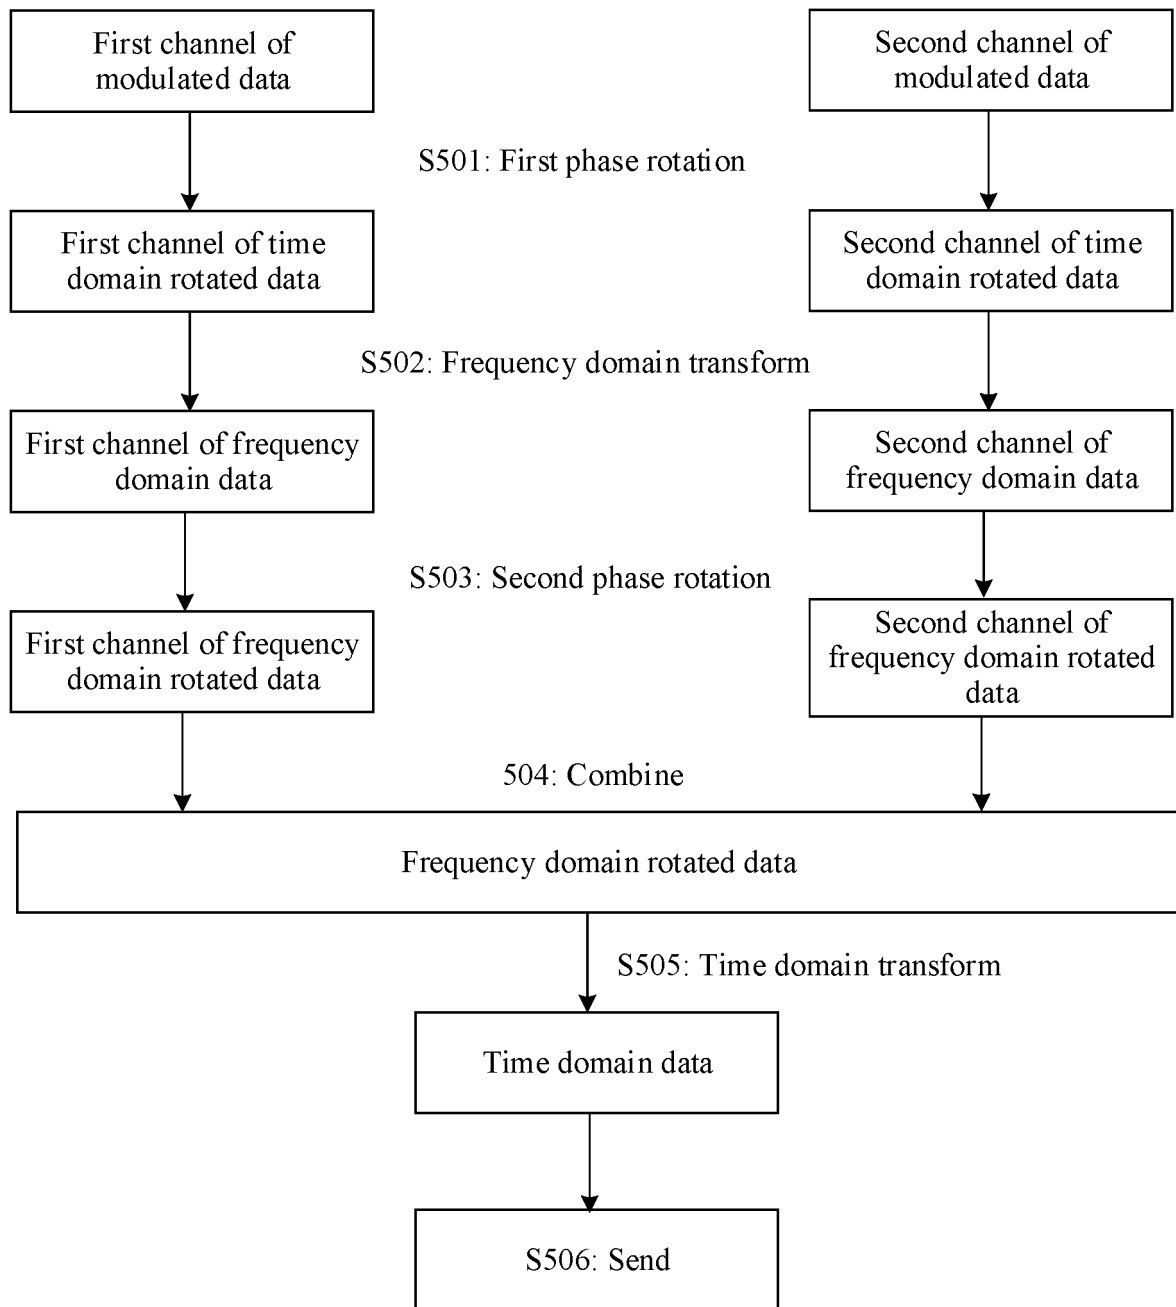 First channel of
modulated data
Second channel of
modulated data
S501: First phase rotation
First channel of time
domain rotated data
Second channel of time
domain rotated data
S502: Frequency domain transform
First channel of frequency
domain data
Second channel of
frequency domain data
S503: Second phase rotation
First channel of frequency
domain rotated data
Second channel of
frequency domain rotated
data
504: Combine
Frequency domain rotated data
S505: Time domain transform
Time domain data
S506: Send